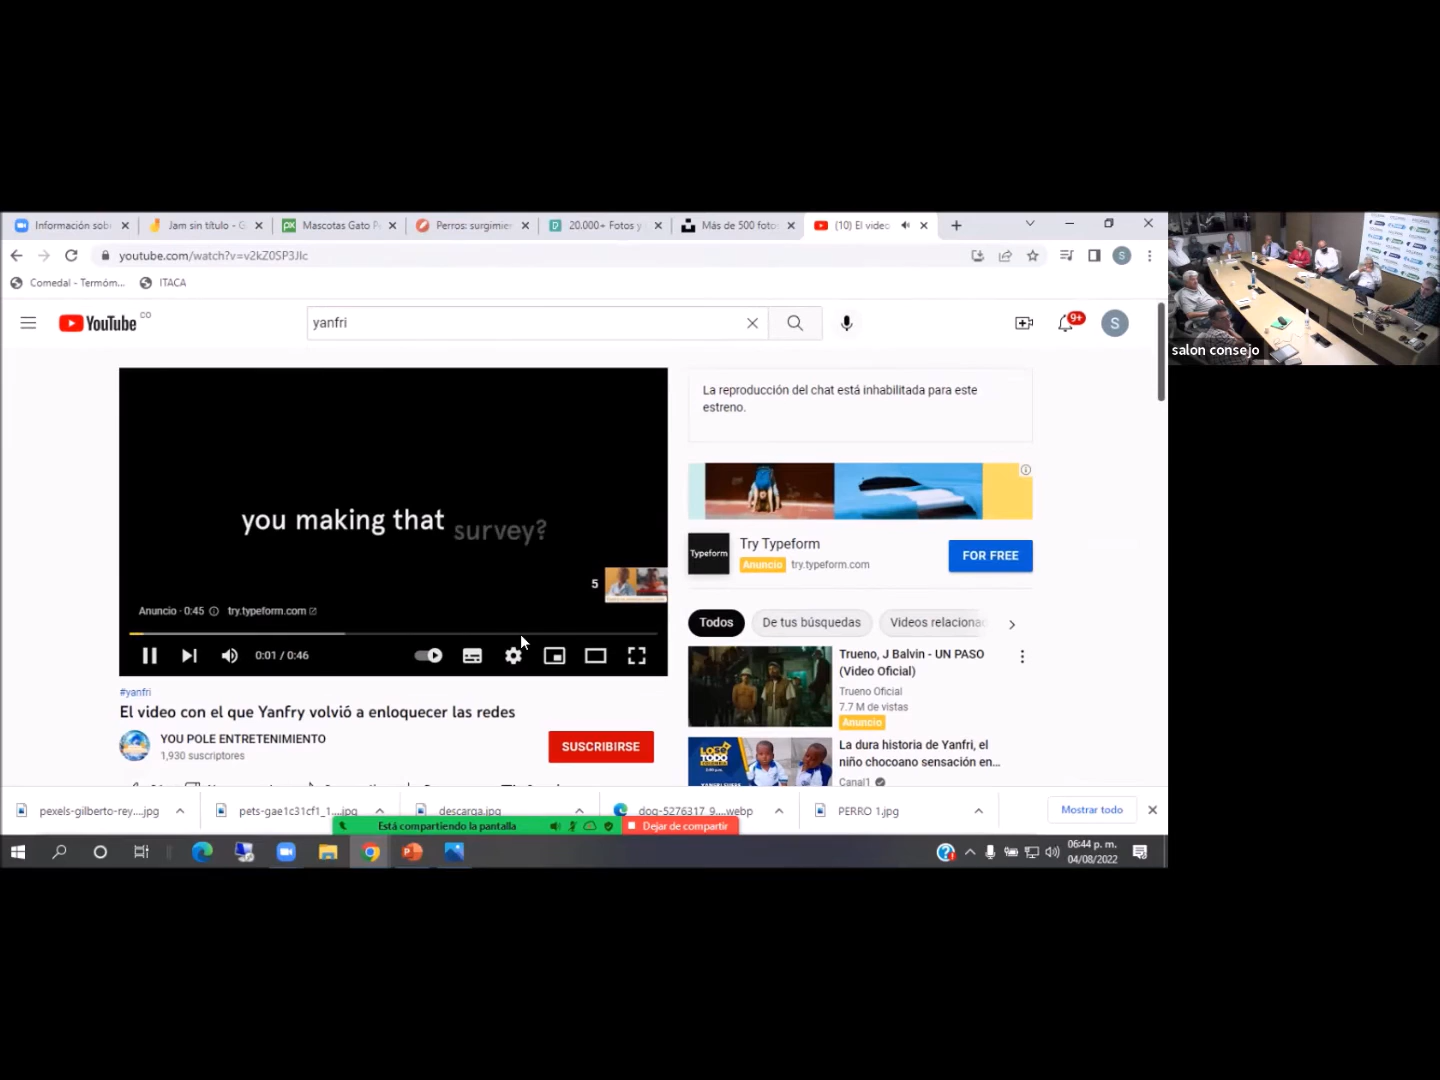 Información sob
Jam sin título - G
Mascotas Gato P
Perros: surgimie
20.000+ Fotos y
Más de 500 foto
(10) El video
youtube.com/watch?v=v2kZ0SP3JIc
S
Comedal - Termóm...
ITACA
YouTube CO
yanfri
9+
S
you making that survey?
5
Anuncio · 0:45
try.typeform.com
0:01 / 0:46
#yanfri
El video con el que Yanfry volvió a enloquecer las redes
YOU POLE ENTRETENIMIENTO
1,930 suscriptores
SUSCRIBIRSE
La reproducción del chat está inhabilitada para este
estreno.
Typeform
Try Typeform
Anuncio try.typeform.com
FOR FREE
Todos
De tus búsquedas
Videos relaciona
Trueno, J Balvin - UN PASO
(Video Oficial)
Trueno Oficial
7.7 M de vistas
Anuncio
La dura historia de Yanfri, el
niño chocoano sensación en...
Canal1
pexels-gilberto-rey....jpg
pets-gae1c31cf1_1....jpg
descarga.jpg
dog-5276317_9....webp
PERRO 1.jpg
Mostrar todo
Está compartiendo la pantalla
Dejar de compartir
06:44 p. m.
04/08/2022
salon consejo